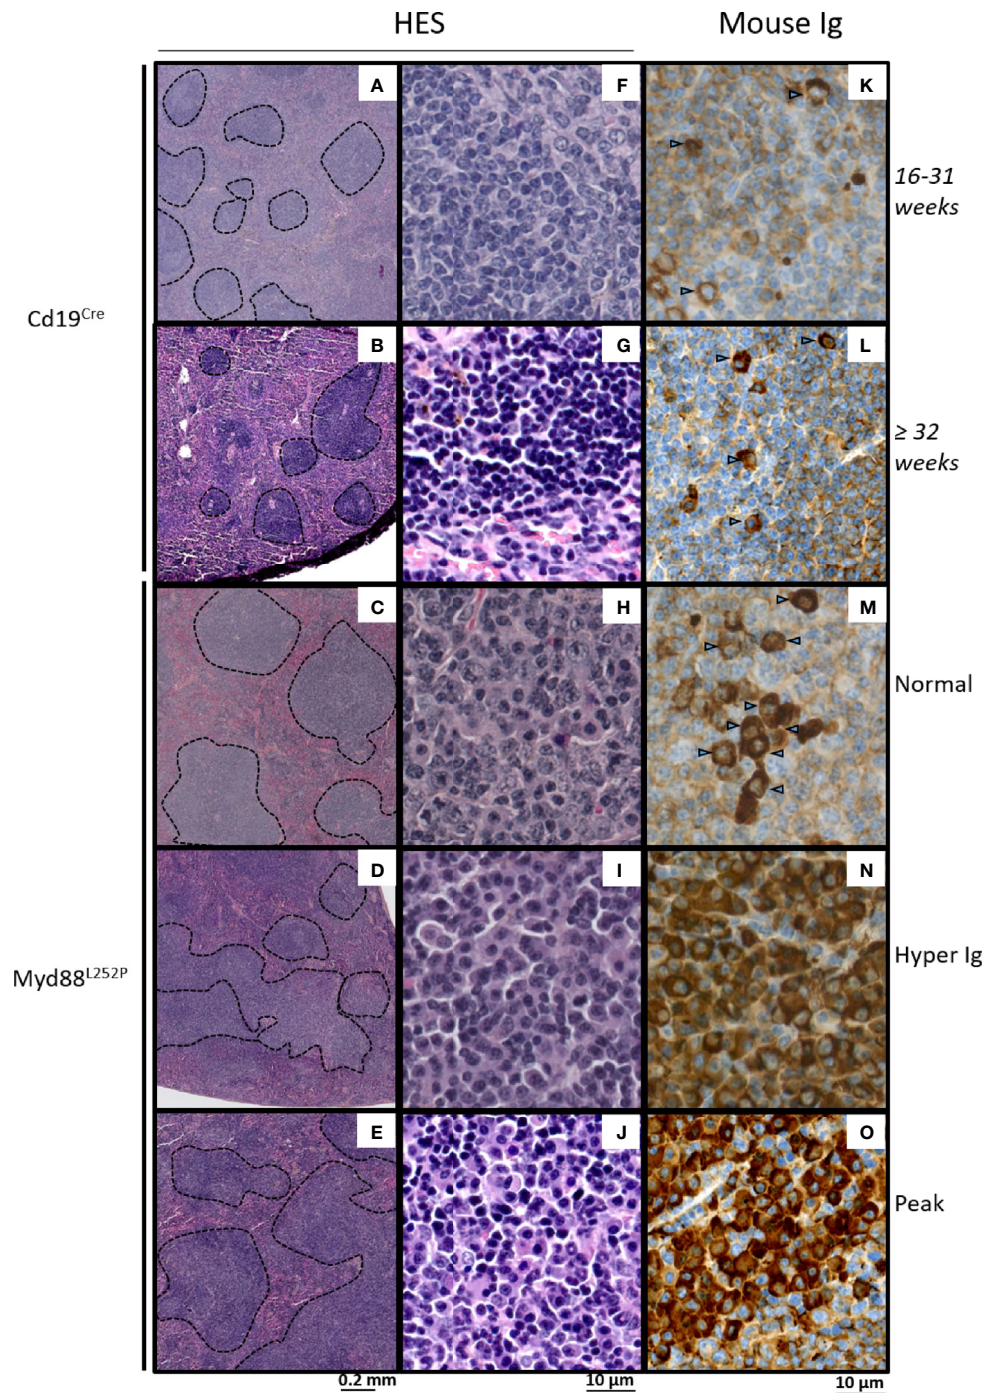 HES
Mouse Ig
A
F
K
16-31
weeks
Cd19Cre
B
G
L
≥ 32
weeks
C
H
M
Normal
D
I
N
Hyper Ig
Myd88L252P
E
J
O
Peak
0.2 mm
10 µm
10 µm